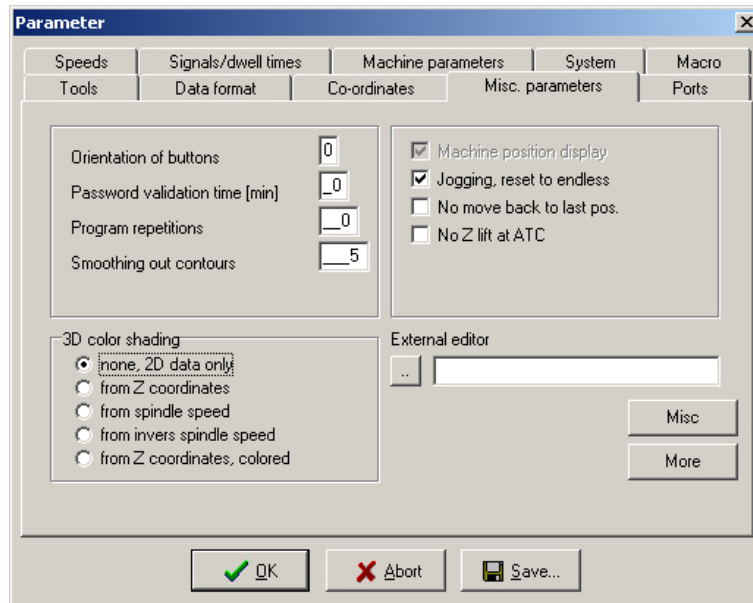 Parameter
Speeds Signals/dwell times Machine parameters System Macro
Tools Data format Co-ordinates Misc. parameters Ports
Orientation of buttons 0
Password validation time [min] _0
Program repetitions __0
Smoothing out contours ___5
Machine position display
Jogging, reset to endless
No move back to last pos.
No Z lift at ATC
3D color shading
none, 2D data only
from Z coordinates
from spindle speed
from invers spindle speed
from Z coordinates, colored
External editor
..
Misc
More
OK Abort Save...